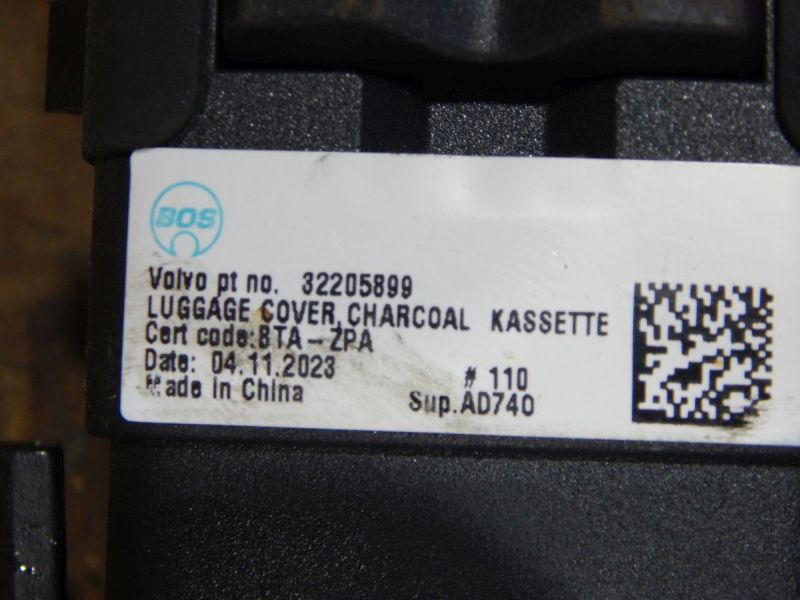 BOS
Volvo pt no. 32205899
LUGGAGE COVER, CHARCOAL KASSETTE
Cert code:BTA-ZPA
Date: 04.11.2023 # 110
Made in China Sup.AD740